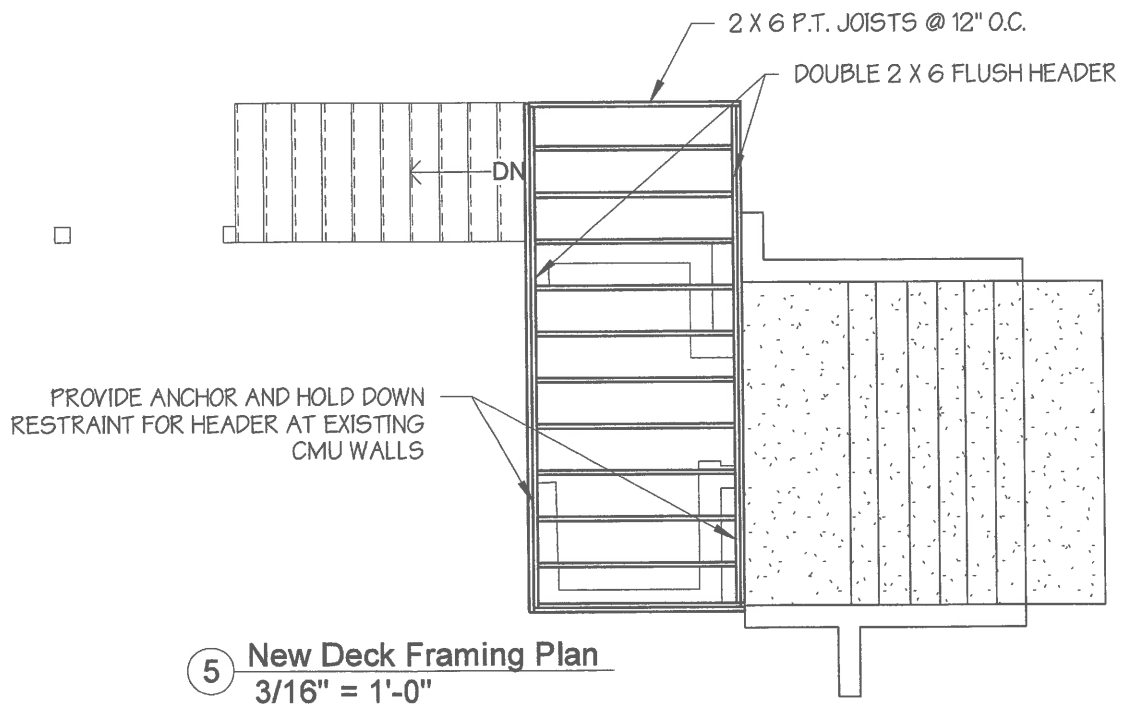 2 X 6 P.T. JOISTS @ 12" O.C.
DOUBLE 2 X 6 FLUSH HEADER
DN
PROVIDE ANCHOR AND HOLD DOWN
RESTRAINT FOR HEADER AT EXISTING
CMU WALLS
5 New Deck Framing Plan
3/16" = 1'-0"